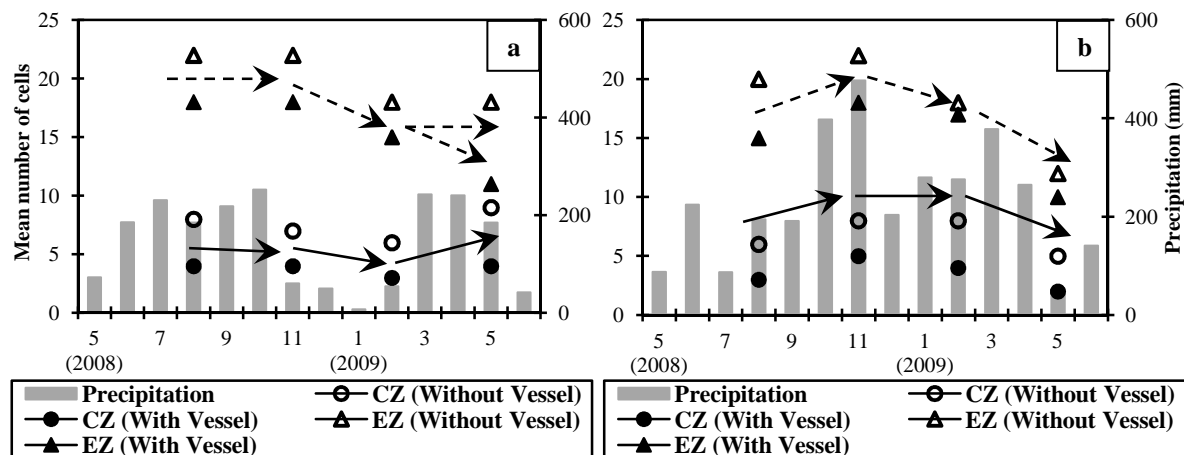 25
20
15
10
5
0
Mean number of cells
600
400
200
0
a
5 7 9 11 1 3 5
(2008) (2009)
Precipitation
CZ (Without Vessel)
CZ (With Vessel)
EZ (Without Vessel)
EZ (With Vessel)
25
20
15
10
5
0
600
400
200
0
Precipitation (mm)
b
5 7 9 11 1 3 5
(2008) (2009)
Precipitation
CZ (Without Vessel)
CZ (With Vessel)
EZ (Without Vessel)
EZ (With Vessel)